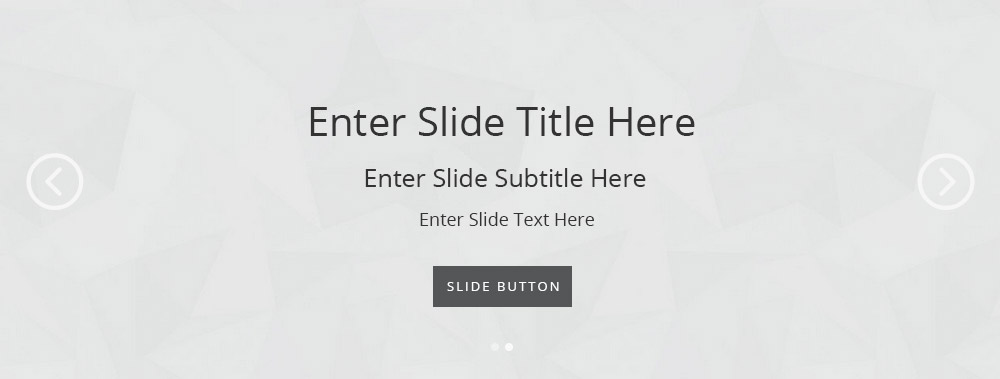 Enter Slide Title Here
Enter Slide Subtitle Here
Enter Slide Text Here
SLIDE BUTTON